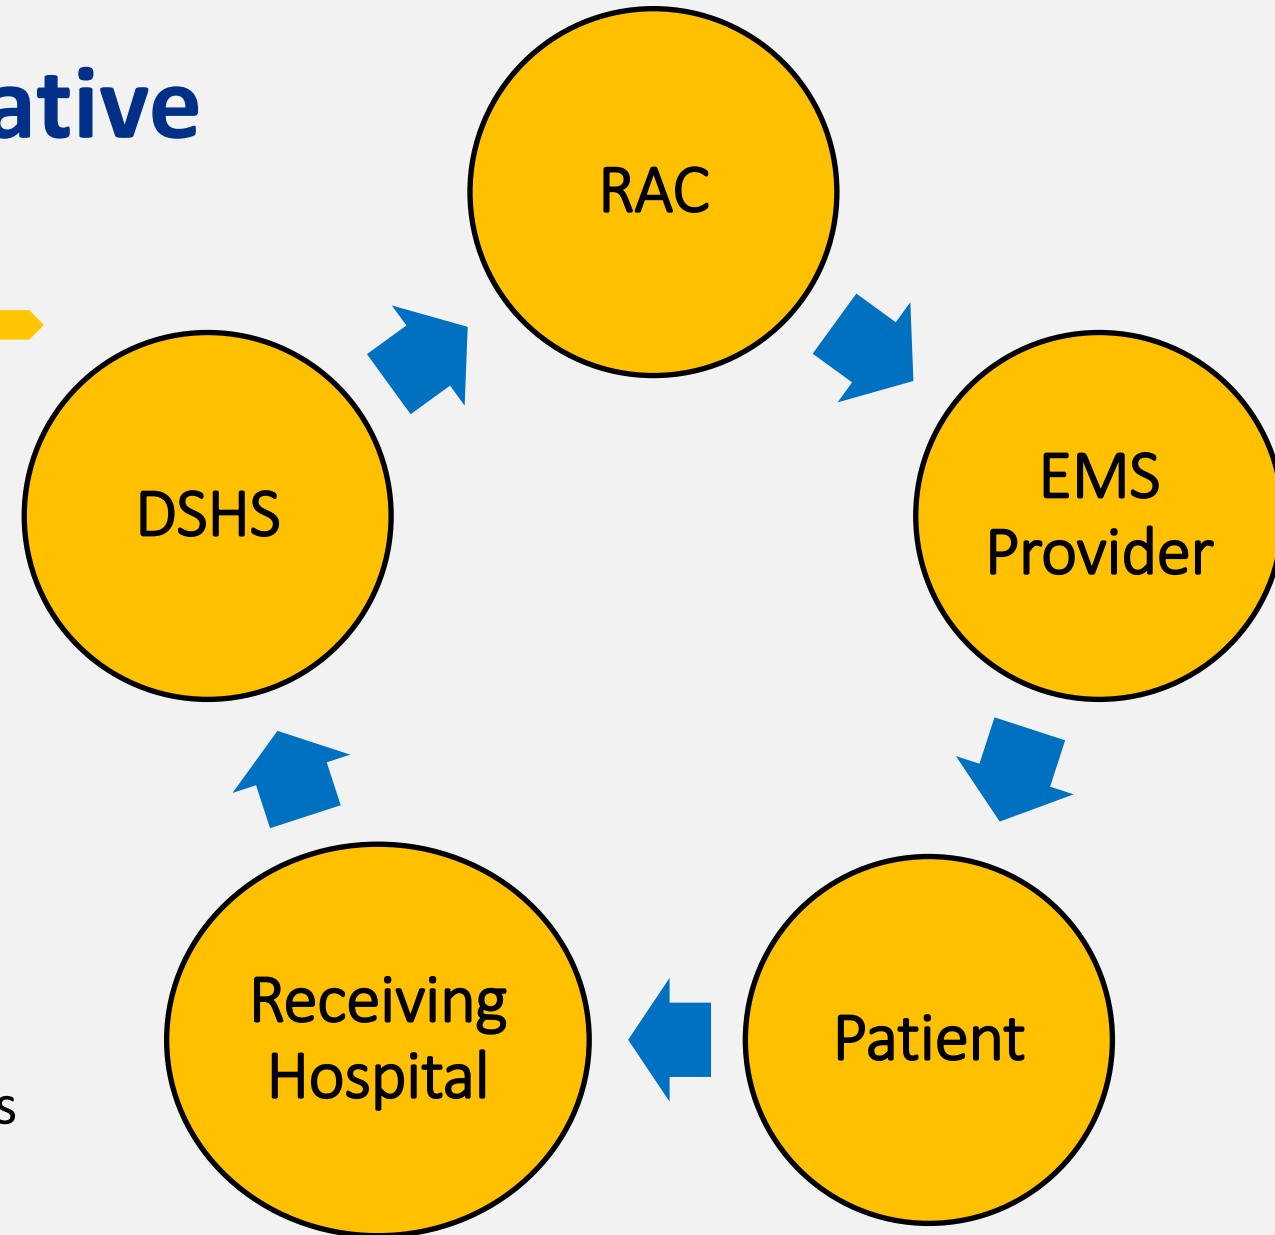 ative
RAC
EMS
Provider
DSHS
Receiving
Hospital
Patient
s